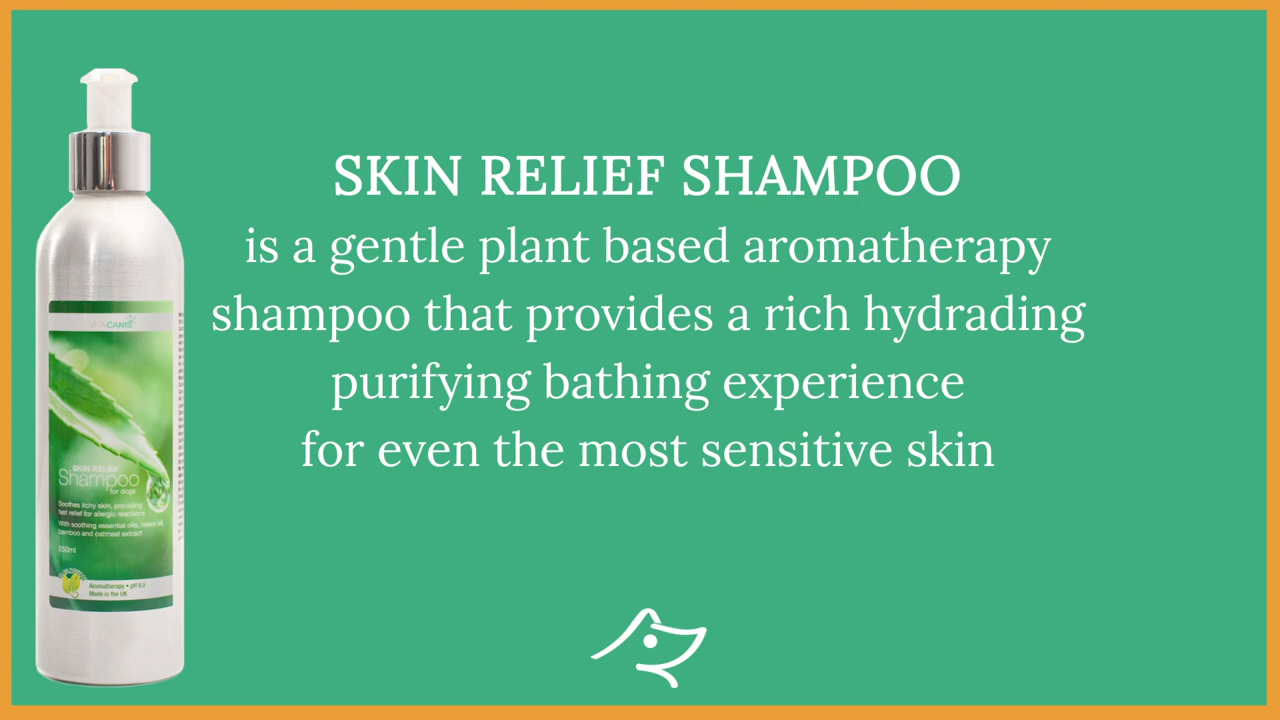 SKIN RELIEF SHAMPOO
is a gentle plant based aromatherapy
shampoo that provides a rich hydrading
purifying bathing experience
for even the most sensitive skin
VITACANIS
SKIN RELIEF
Shampoo
for dogs
Soothes itchy skin, providing
fast relief for allergic reactions
With soothing essential oils, neem oil,
bamboo and oatmeal extract
250ml
Aromatherapy • pH 6.5
Made in the UK